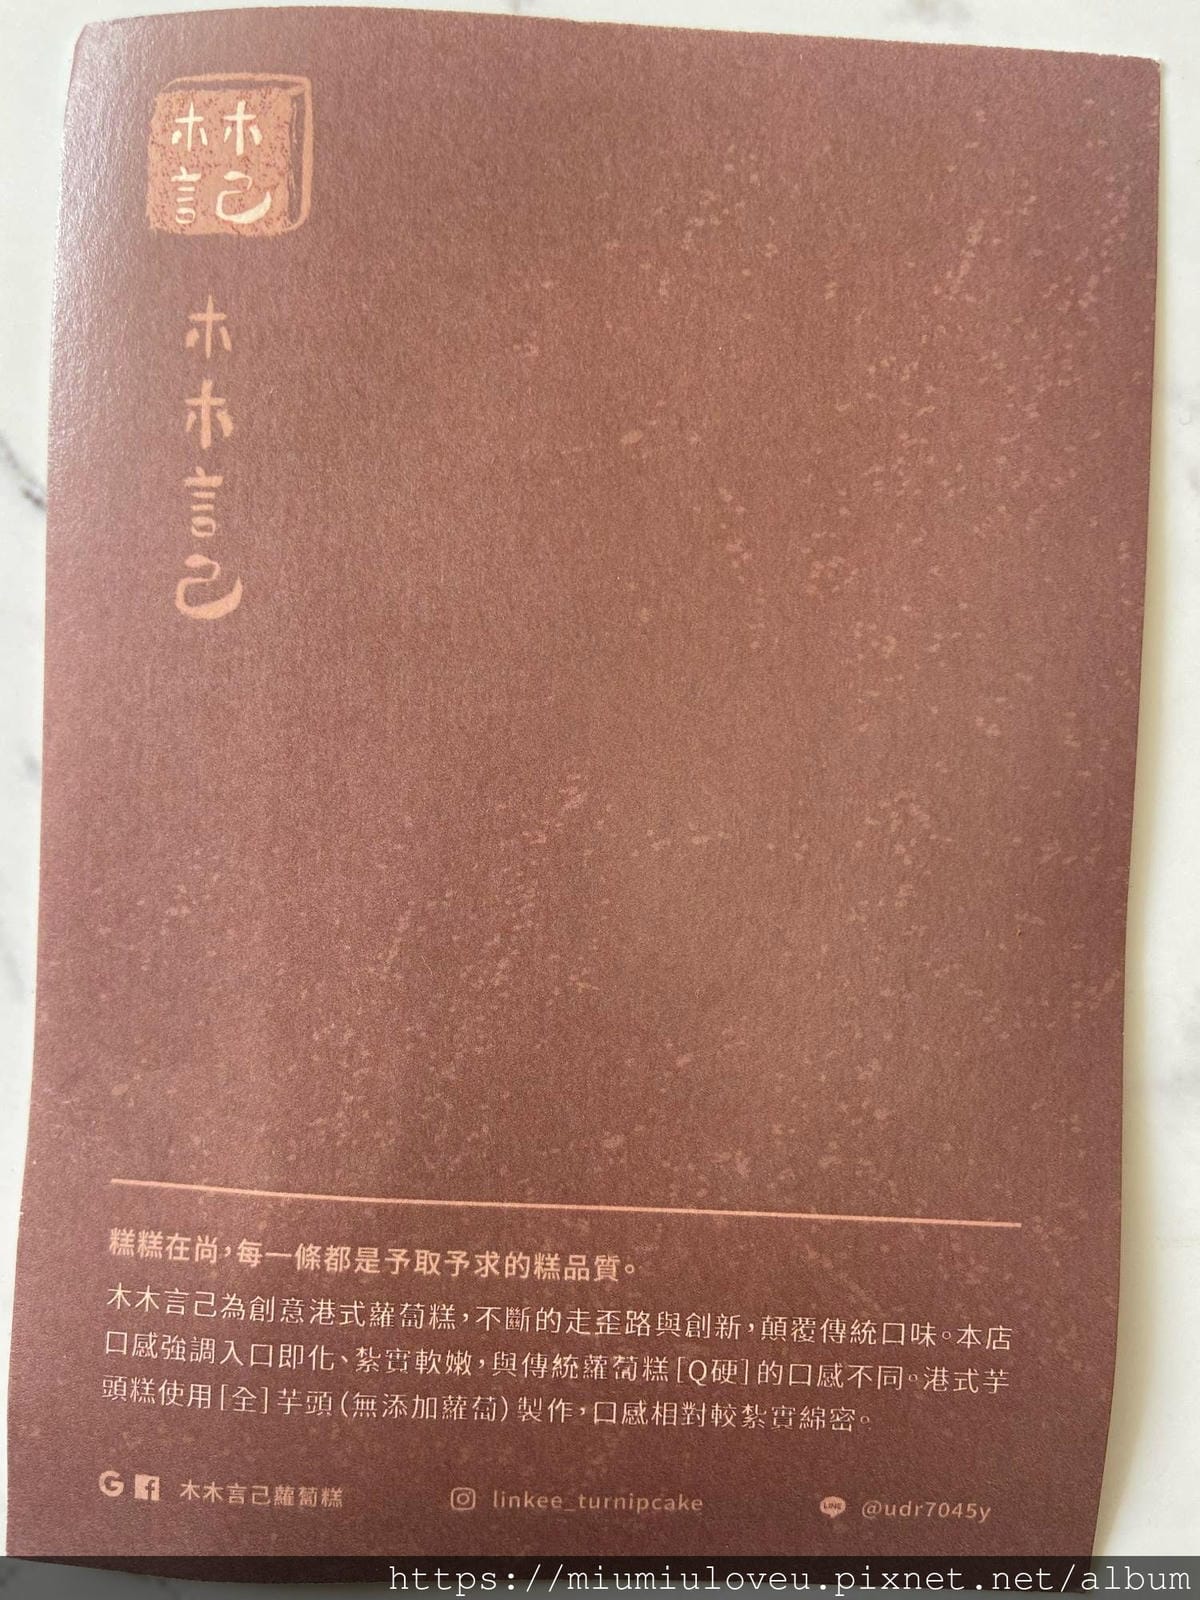 木木
言己
木木言己
糕糕在尚，每一條都是予取予求的糕品質。
木木言己為創意港式蘿蔔糕，不斷的走歪路與創新，顛覆傳統口味。本店
口感強調入口即化、紮實軟嫩，與傳統蘿蔔糕[Q硬]的口感不同。港式芋
頭糕使用[全]芋頭（無添加蘿蔔）製作，口感相對較紮實綿密。
木木言己蘿蔔糕
linkee_turnipcake
LINE
@udr7045y
https://miumiuloveu.pixnet.net/album